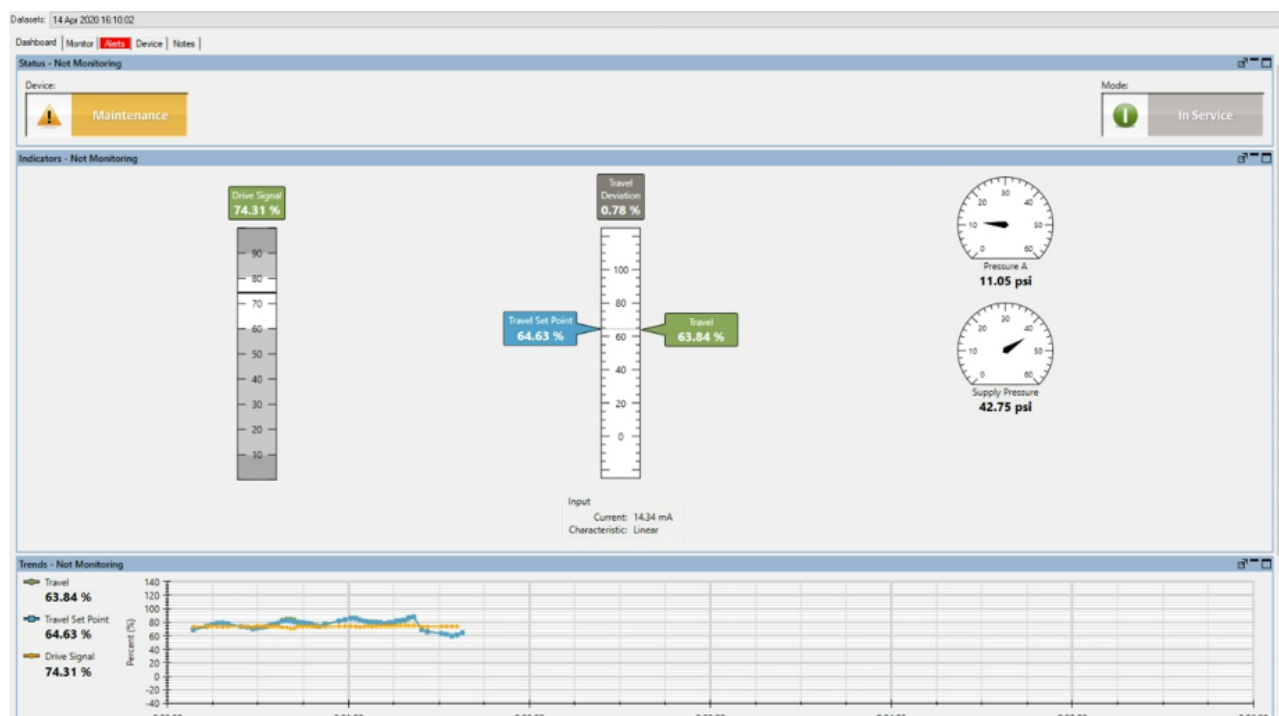 Datasets: 14 Apr 2020 16:10:02
Dashboard Monitor Alerts Device Notes
Status - Not Monitoring
Device:
Mode:
Maintenance
In Service
Indicators - Not Monitoring
Drive Signal
74.31 %
90
80
70
60
50
40
30
20
10
Travel
Deviation
0.78 %
100
80
60
40
20
0
Travel Set Point
64.63 %
Travel
63.84 %
0
10
20
30
40
50
60
Pressure A
11.05 psi
0
10
20
30
40
50
60
Supply Pressure
42.75 psi
Input
Current: 14.34 mA
Characteristic: Linear
Trends - Not Monitoring
Travel
63.84 %
Travel Set Point
64.63 %
Drive Signal
74.31 %
Percent (%)
140
120
100
80
60
40
20
0
-20
-40